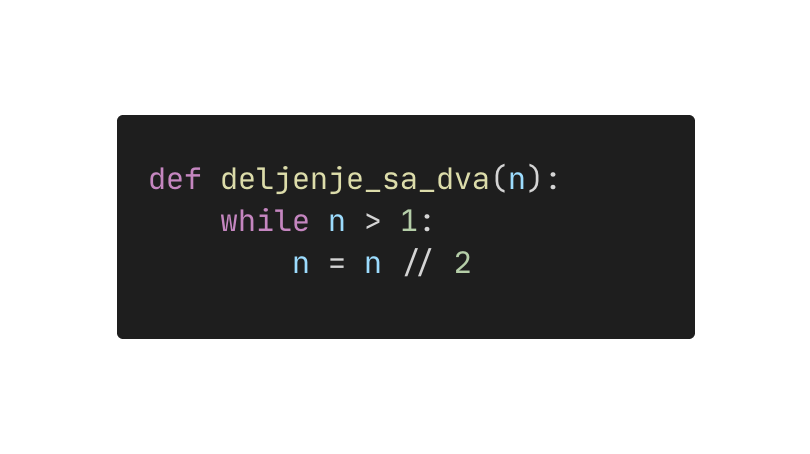 def deljenje_sa_dva(n):
    while n > 1:
        n = n // 2